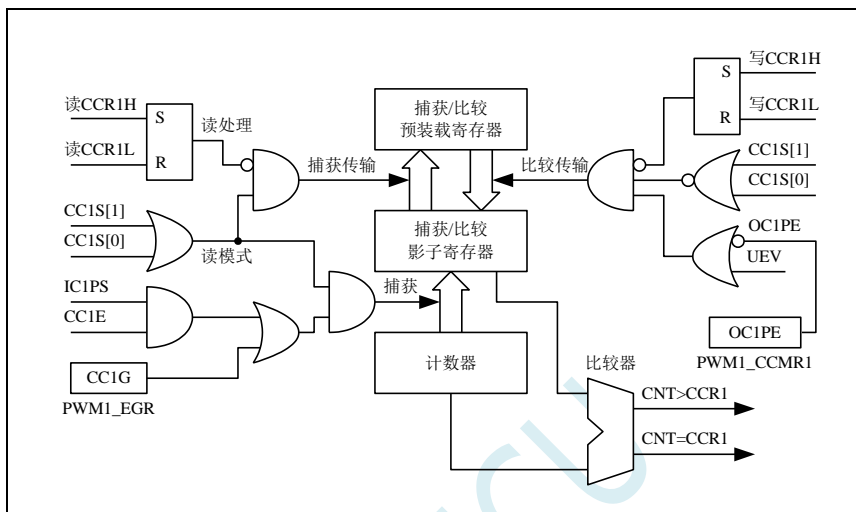 读CCR1H
S
读处理
读CCR1L
R
CC1S[1]
CC1S[0]
读模式
IC1PS
CC1E
CC1G
PWM1_EGR
捕获/比较
预装载寄存器
捕获传输
比较传输
捕获/比较
影子寄存器
捕获
计数器
比较器
CNT>CCR1
CNT=CCR1
S
写CCR1H
R
写CCR1L
CC1S[1]
CC1S[0]
OC1PE
UEV
OC1PE
PWM1_CCMR1